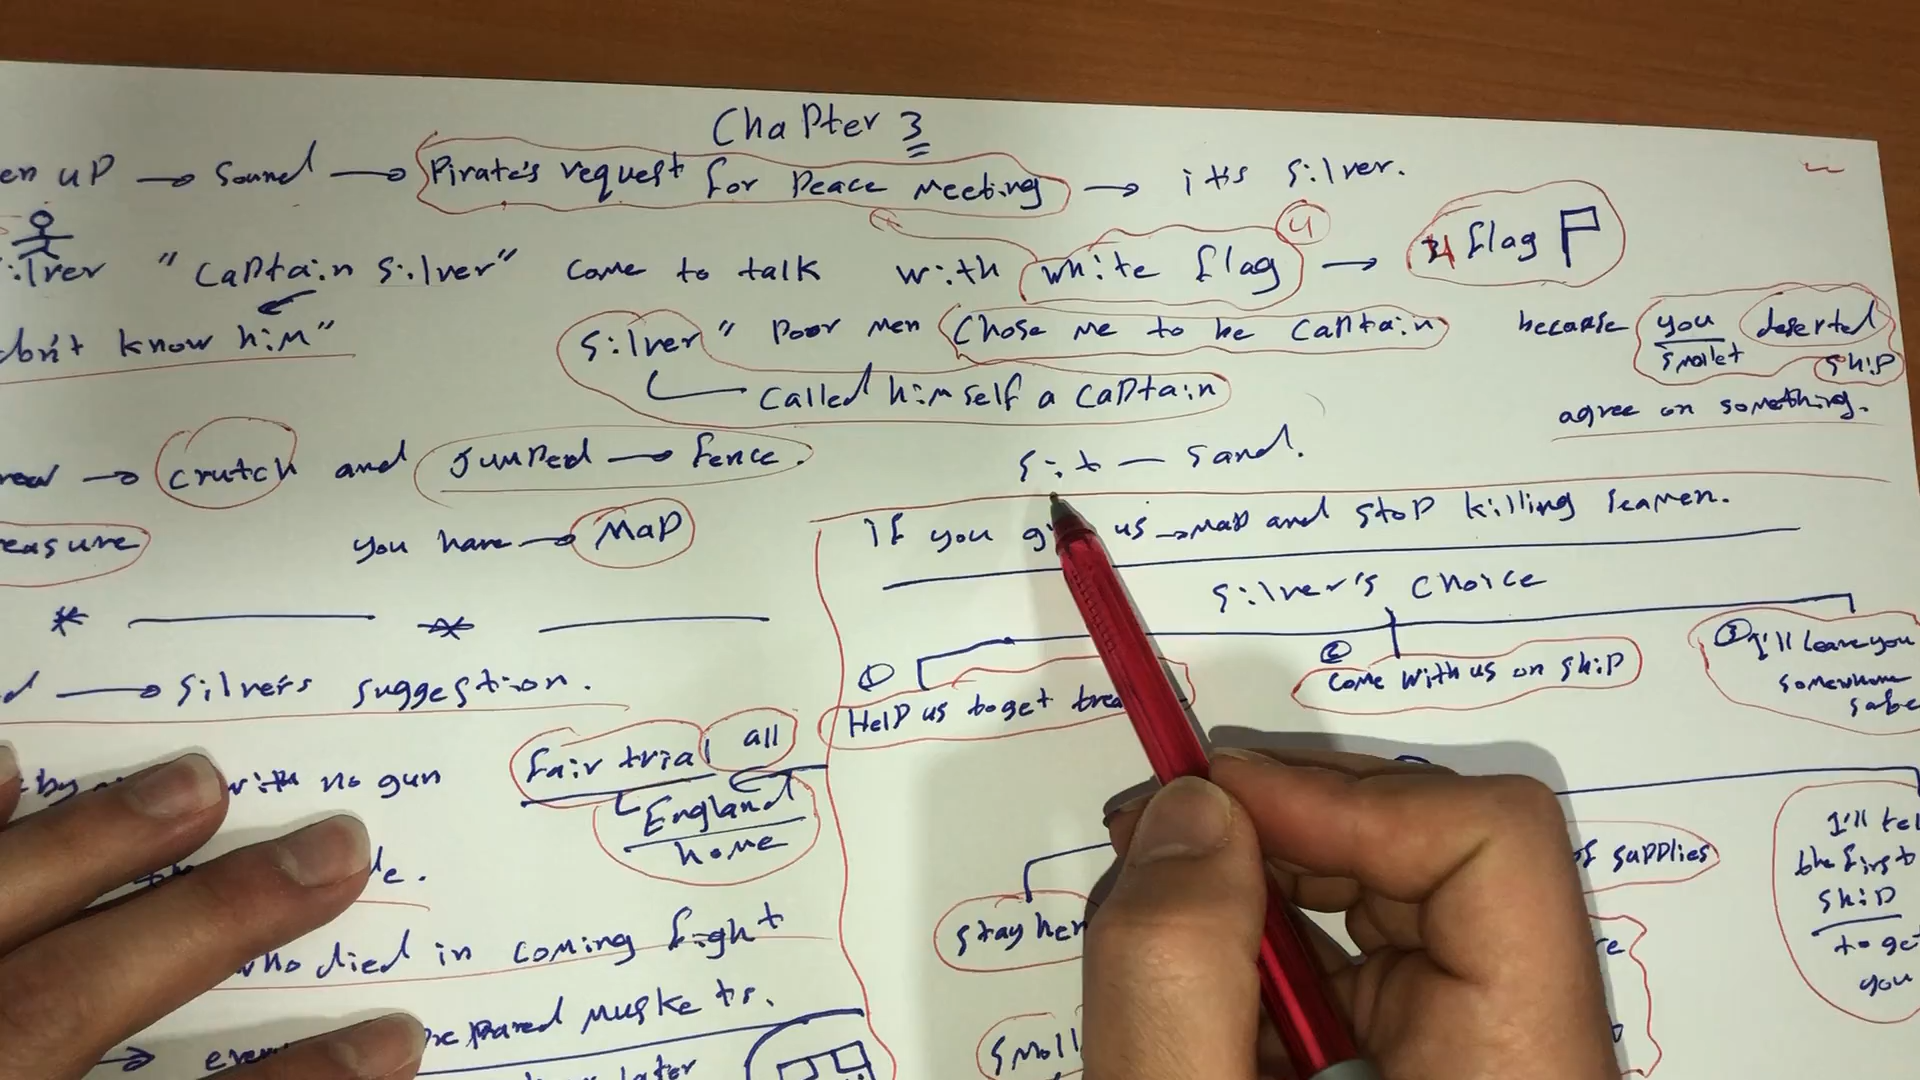 Chapter 3
en up → Sound → Pirate's request for Peace Meeting → it's Silver.
ilver "Captain Silver" come to talk with white flag 4 → 4 flag
don't know him"
Silver " Poor men Chose me to be Captain because you deserted
Smollet ship
called himself a Captain
agree on something.
→ crutch and Jumped → fence.
Sit — Sand.
easure you have → Map
If you us → Map and stop killing seamen.
Silver's Choice
① Help us to get
② Come with us on ship
③ I'll leave you
somewhere
safe
→ Silver's suggestion.
fair trial all
England
home
with no gun
stay her
of supplies
I'll tel
the first
ship
to ge
you
who died in coming fight
muskets.
Smoll
later